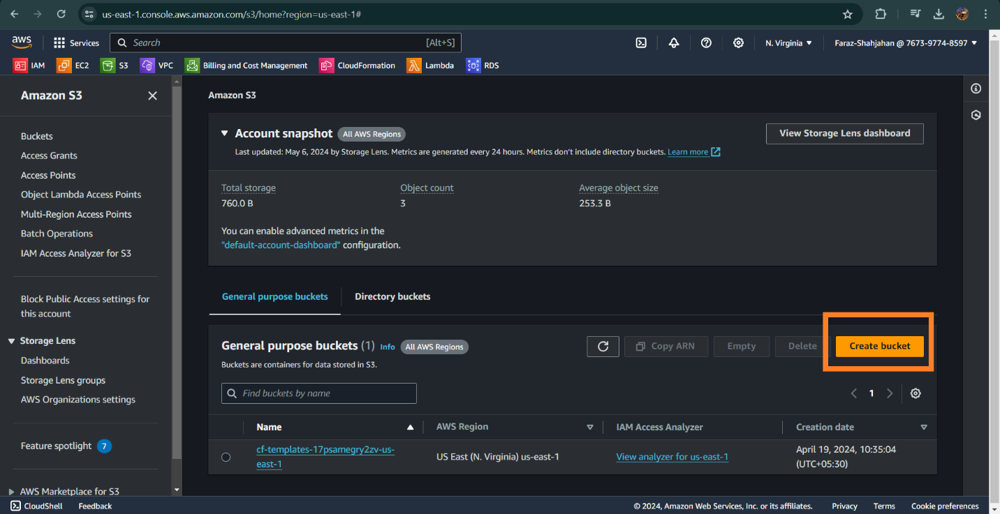 us-east-1.console.aws.amazon.com/s3/home?region=us-east-1#
aws Services Search [Alt+S] N. Virginia Faraz-Shahjahan @ 7673-9774-8597
IAM EC2 S3 VPC Billing and Cost Management CloudFormation Lambda RDS
Amazon S3
Buckets
Access Grants
Access Points
Object Lambda Access Points
Multi-Region Access Points
Batch Operations
IAM Access Analyzer for S3
Block Public Access settings for
this account
Storage Lens
Dashboards
Storage Lens groups
AWS Organizations settings
Feature spotlight 7
AWS Marketplace for S3
Amazon S3
Account snapshot All AWS Regions View Storage Lens dashboard
Last updated: May 6, 2024 by Storage Lens. Metrics are generated every 24 hours. Metrics don't include directory buckets. Learn more
Total storage Object count Average object size
760.0 B 3 253.3 B
You can enable advanced metrics in the
"default-account-dashboard" configuration.
General purpose buckets Directory buckets
General purpose buckets (1) Info All AWS Regions Copy ARN Empty Delete Create bucket
Buckets are containers for data stored in S3.
Find buckets by name 1
Name AWS Region IAM Access Analyzer Creation date
cf-templates-17psamegry2zv-us- US East (N. Virginia) us-east-1 View analyzer for us-east-1 April 19, 2024, 10:35:04
east-1 (UTC+05:30)
CloudShell Feedback © 2024, Amazon Web Services, Inc. or its affiliates. Privacy Terms Cookie preferences